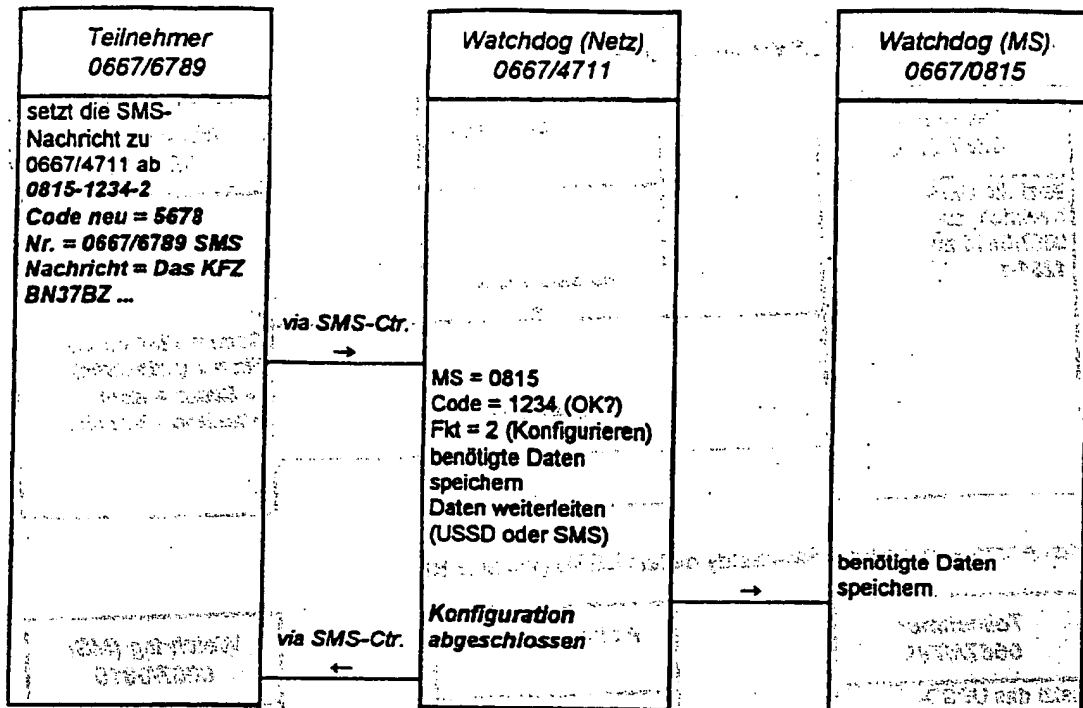 Teilnehmer
0667/6789
setzt die SMS-
Nachricht zu
0667/4711 ab
0815-1234-2
Code neu = 5678
Nr. = 0667/6789 SMS
Nachricht = Das KFZ
BN37BZ ...
via SMS-Ctr.
→
via SMS-Ctr.
←
Watchdog (Netz)
0667/4711
MS = 0815
Code = 1234 (OK?)
Fkt = 2 (Konfigurieren)
benötigte Daten
speichern
Daten weiterleiten
(USSD oder SMS)
Konfiguration
abgeschlossen
→
Watchdog (MS)
0667/0815
benötigte Daten
speichern